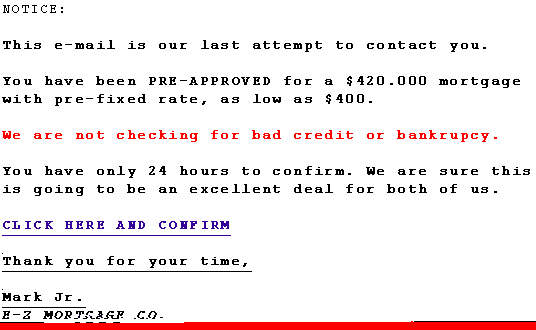 NOTICE:
This e-mail is our last attempt to contact you.
You have been PRE-APPROVED for a $420.000 mortgage
with pre-fixed rate, as low as $400.
We are not checking for bad credit or bankrupcy.
You have only 24 hours to confirm. We are sure this
is going to be an excellent deal for both of us.
CLICK HERE AND CONFIRM
Thank you for your time,
Mark Jr.
E-Z MORTGAGE CO.